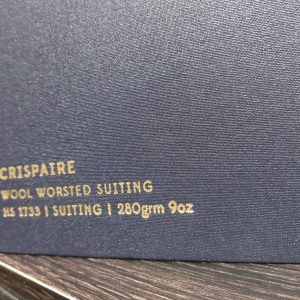 CRISPAIRE
WOOL WORSTED SUITING
HS 1733 | SUITING | 280grm 9oz